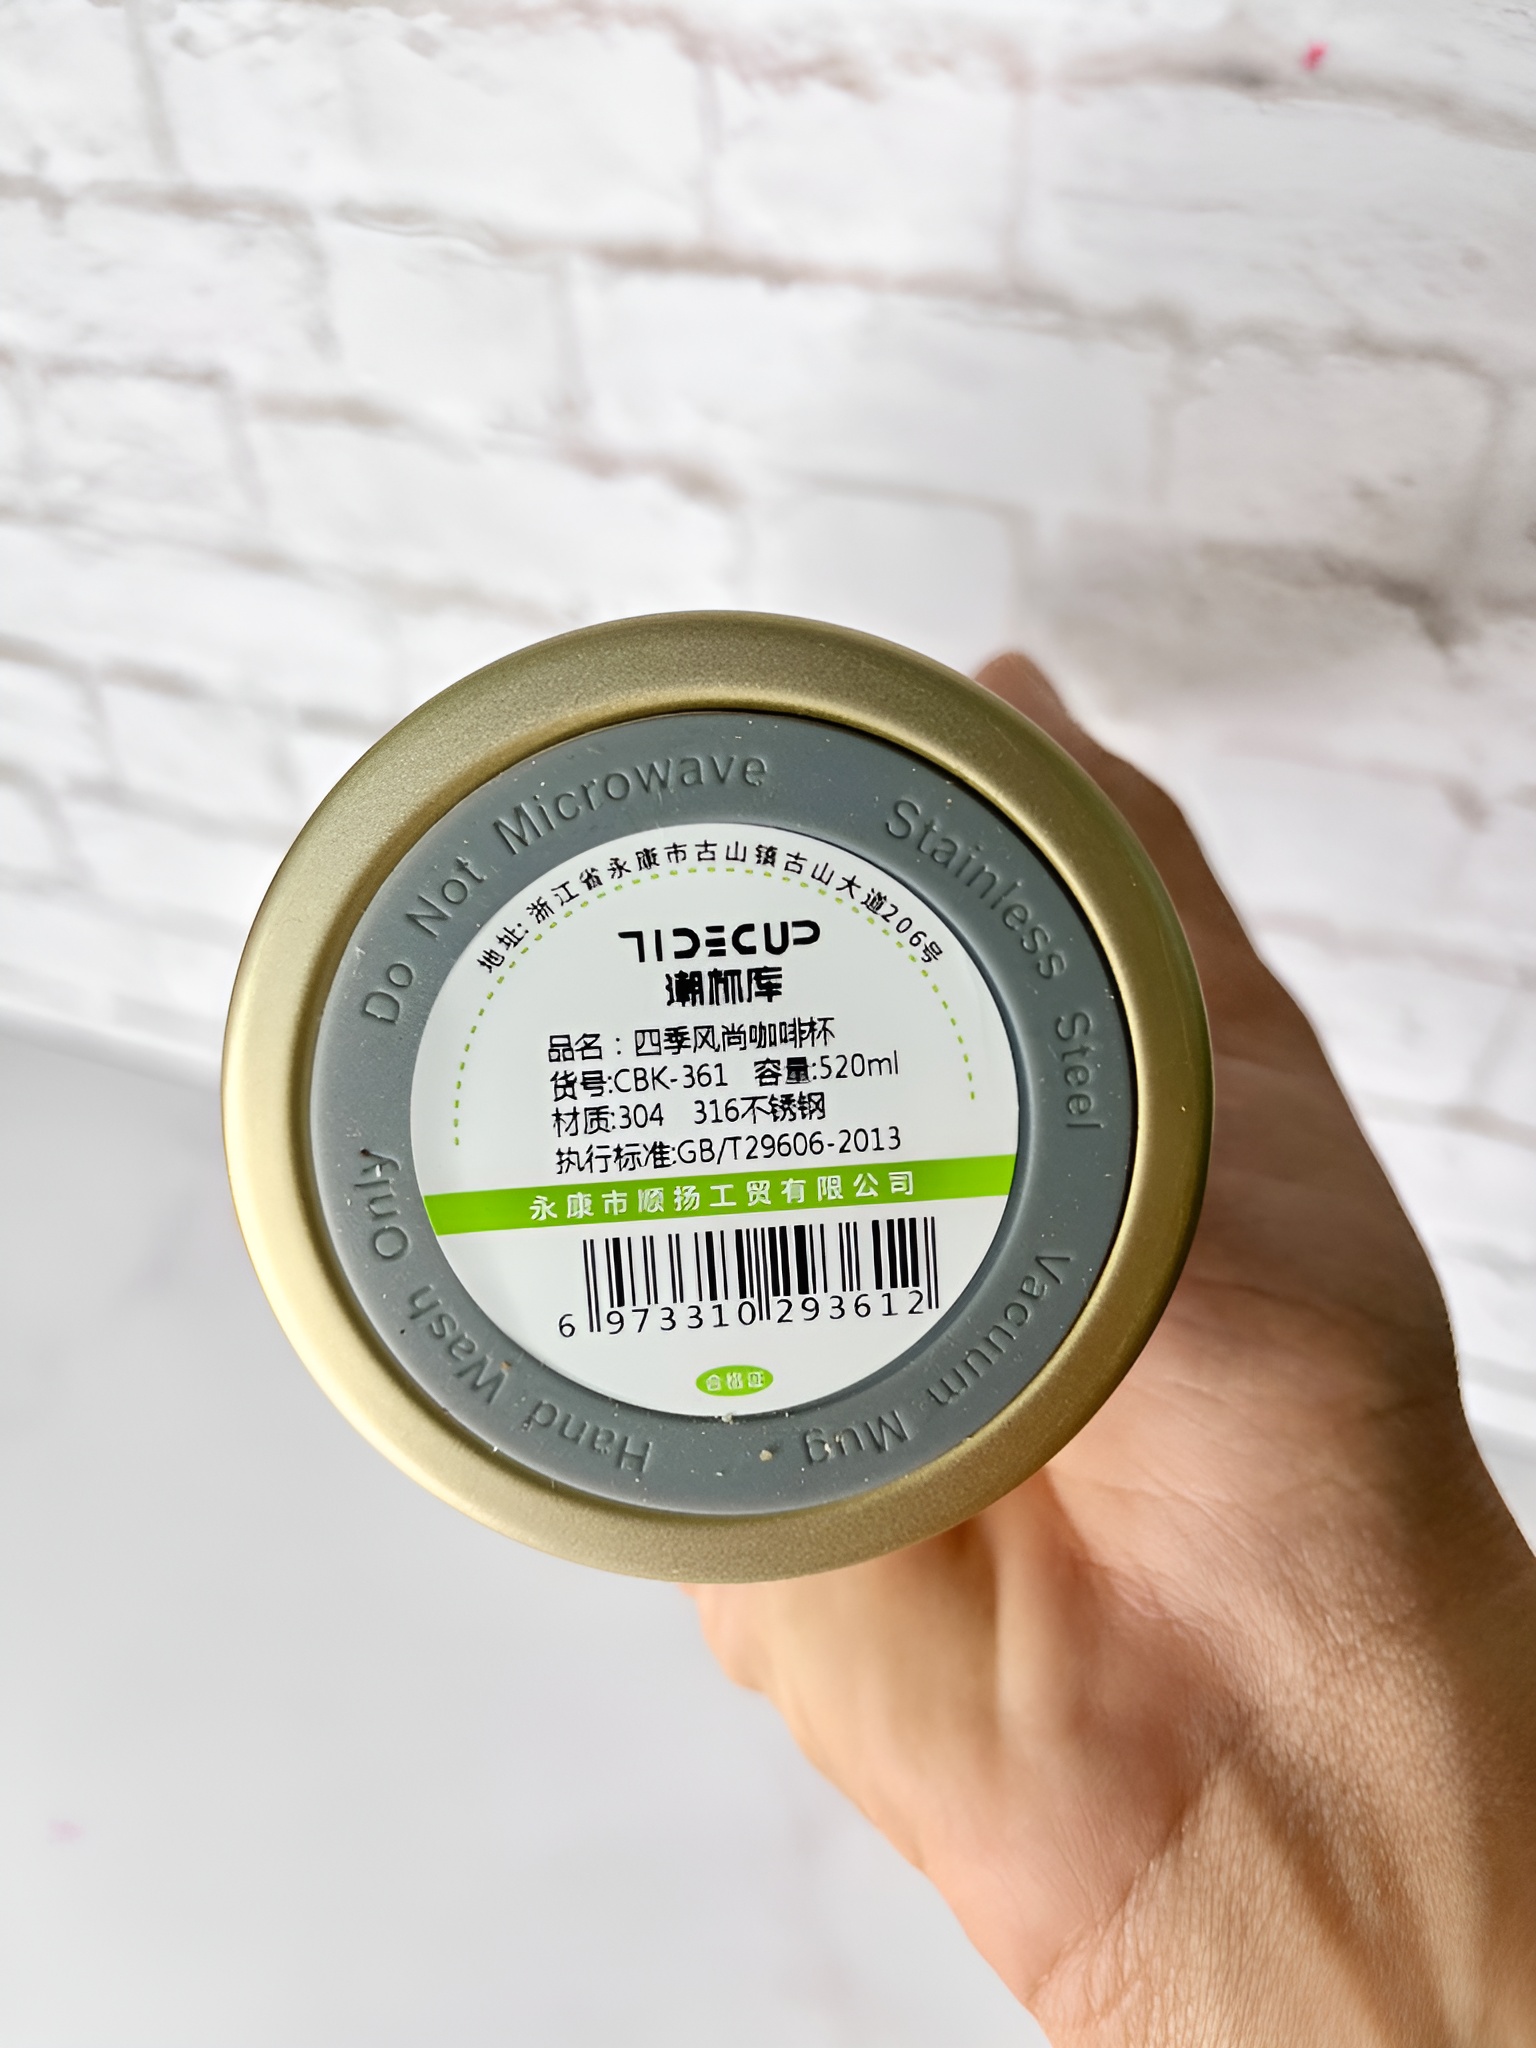 Do Not Microwave
Stainless Steel
Vacuum Mug
Hand Wash Only
地址: 浙江省永康市古山镇古山大道206号
TIDECUP
潮杯库
品名：四季风尚咖啡杯
货号:CBK-361 容量:520ml
材质:304 316不锈钢
执行标准:GB/T29606-2013
永康市顺扬工贸有限公司
6 973310 293612
合格证